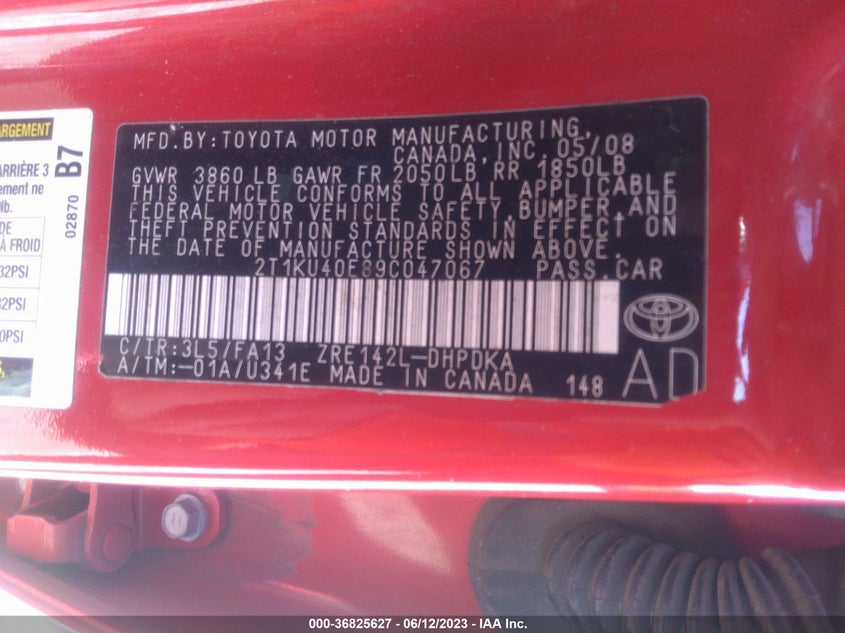 ARGEMENT
ARRIÈRE 3
ement ne
lb.
DE
À FROID
32PSI
32PSI
0PSI
B7
02870
MFD.BY:TOYOTA MOTOR MANUFACTURING,
CANADA,INC.05/08
GVWR 3860 LB GAWR FR 2050LB RR 1850LB
THIS VEHICLE CONFORMS TO ALL APPLICABLE
FEDERAL MOTOR VEHICLE SAFETY,BUMPER,AND
THEFT PREVENTION STANDARDS IN EFFECT ON
THE DATE OF MANUFACTURE SHOWN ABOVE.
2T1KU40E89C047067 PASS.CAR
C/TR:3L5/FA13 ZRE142L-DHPDKA
A/TM:-01A/U341E MADE IN CANADA 148
AD
000-36825627 - 06/12/2023 - IAA Inc.